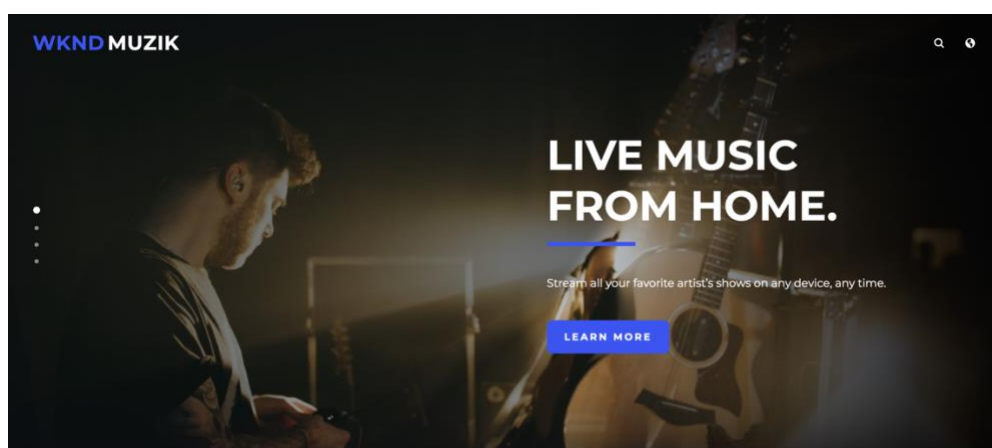 WKND MUZIK
LIVE MUSIC
FROM HOME.
Stream all your favorite artist's shows on any device, any time.
LEARN MORE